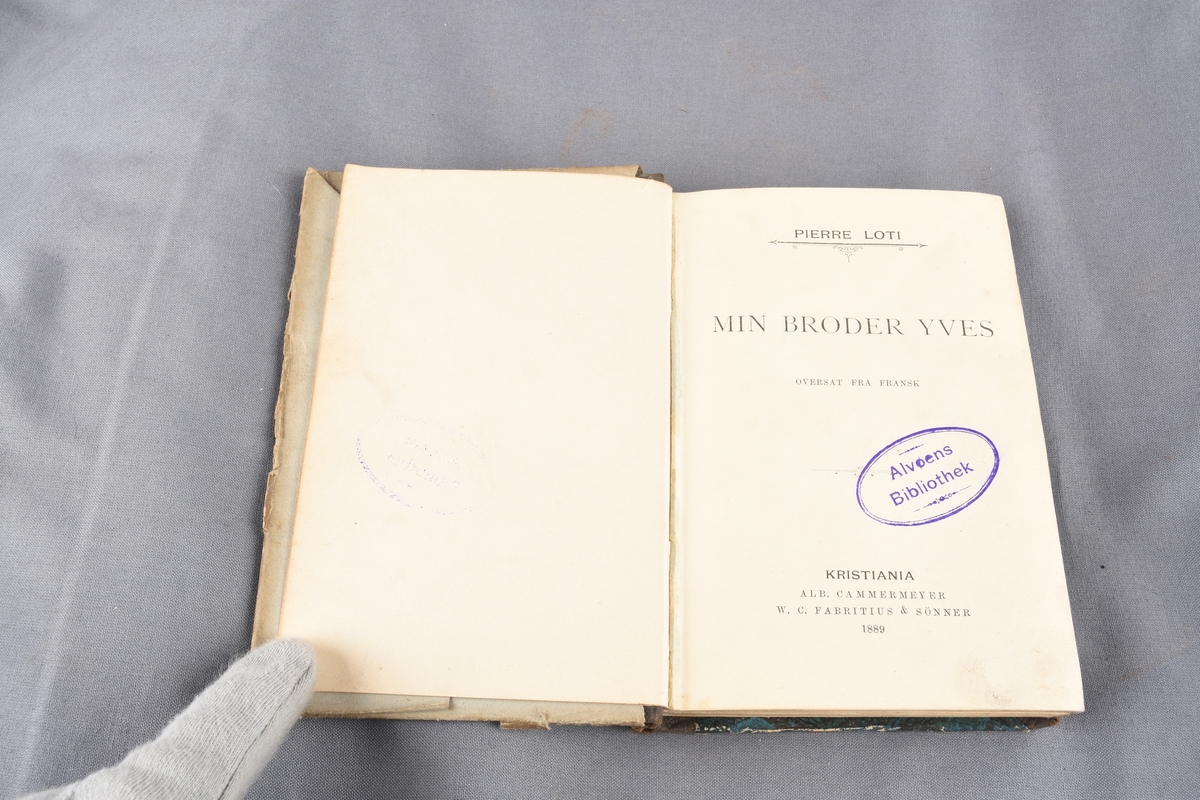 PIERRE LOTI
MIN BRODER YVES
OVERSAT FRA FRANSK
Alvøens
Bibliothek
KRISTIANIA
ALB. CAMMERMEYER
W. C. FABRITIUS & SÖNNER
1889